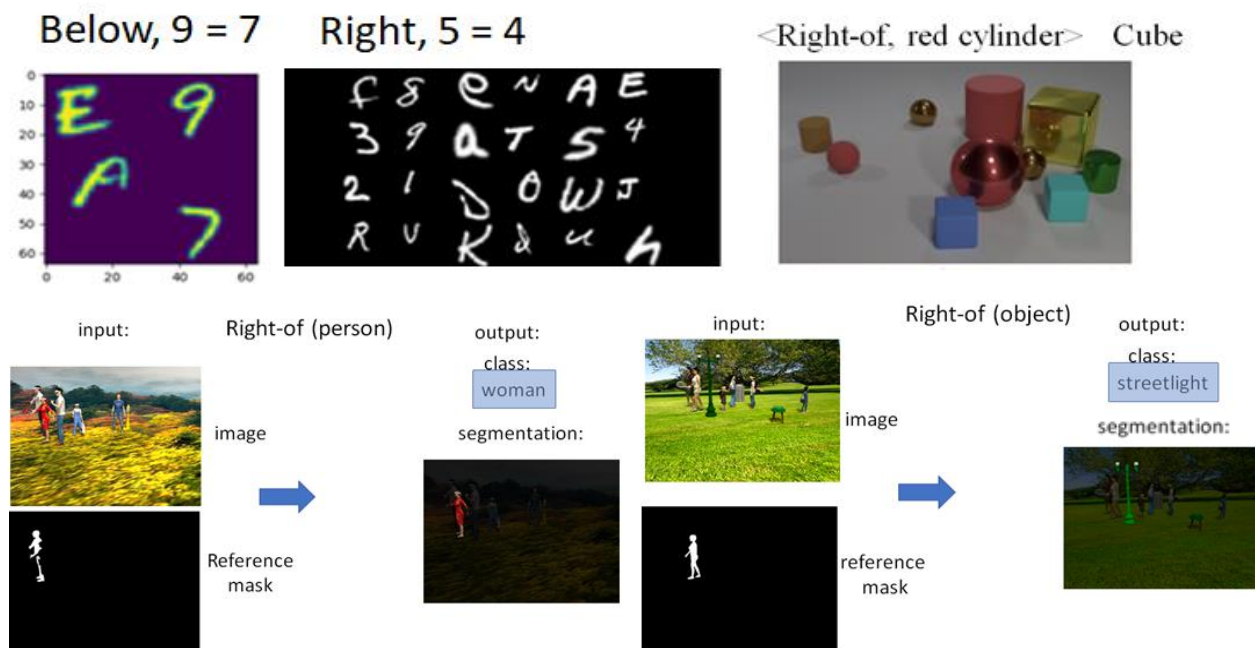 Below, 9 = 7
Right, 5 = 4
<Right-of, red cylinder> Cube
0
10
20
30
40
50
60
0 20 40 60
E 9
A
7
f 8 e N A E
3 9 a T 5 4
2 1 D 0 W J
R U K d u h
input:
Right-of (person)
output:
class:
woman
image
segmentation:
Reference
mask
input:
Right-of (object)
output:
class:
streetlight
image
segmentation:
reference
mask